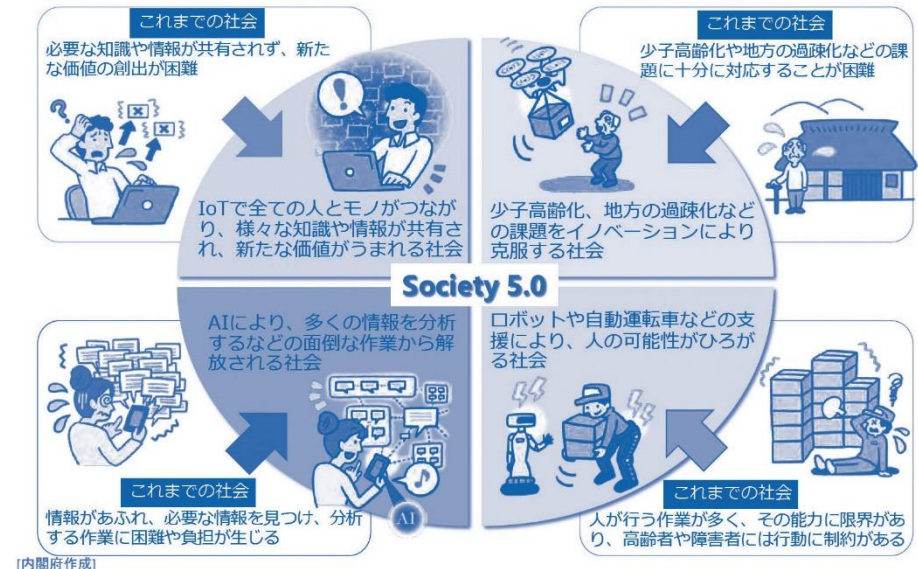 これまでの社会
必要な知識や情報が共有されず、新た
な価値の創出が困難
IoTで全ての人とモノがつなが
り、様々な知識や情報が共有さ
れ、新たな価値がうまれる社会
これまでの社会
少子高齢化や地方の過疎化などの課
題に十分に対応することが困難
少子高齢化、地方の過疎化など
の課題をイノベーションにより
克服する社会
Society 5.0
AIにより、多くの情報を分析
するなどの面倒な作業から解
放される社会
AI
これまでの社会
情報があふれ、必要な情報を見つけ、分析
する作業に困難や負担が生じる
ロボットや自動運転車などの支
援により、人の可能性がひろが
る社会
これまでの社会
人が行う作業が多く、その能力に限界があ
り、高齢者や障害者には行動に制約がある
[内閣府作成]